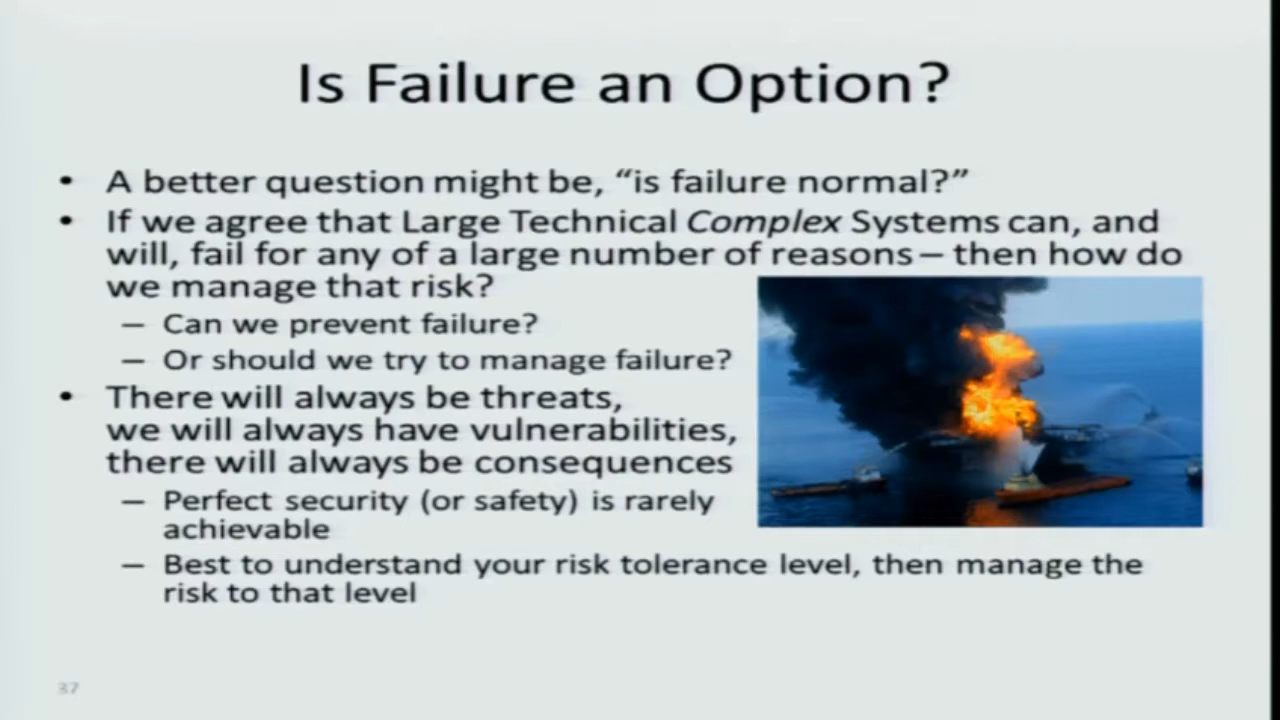 Is Failure an Option?
• A better question might be, “is failure normal?”
• If we agree that Large Technical Complex Systems can, and
will, fail for any of a large number of reasons – then how do
we manage that risk?
– Can we prevent failure?
– Or should we try to manage failure?
• There will always be threats,
we will always have vulnerabilities,
there will always be consequences
– Perfect security (or safety) is rarely
achievable
– Best to understand your risk tolerance level, then manage the
risk to that level
37